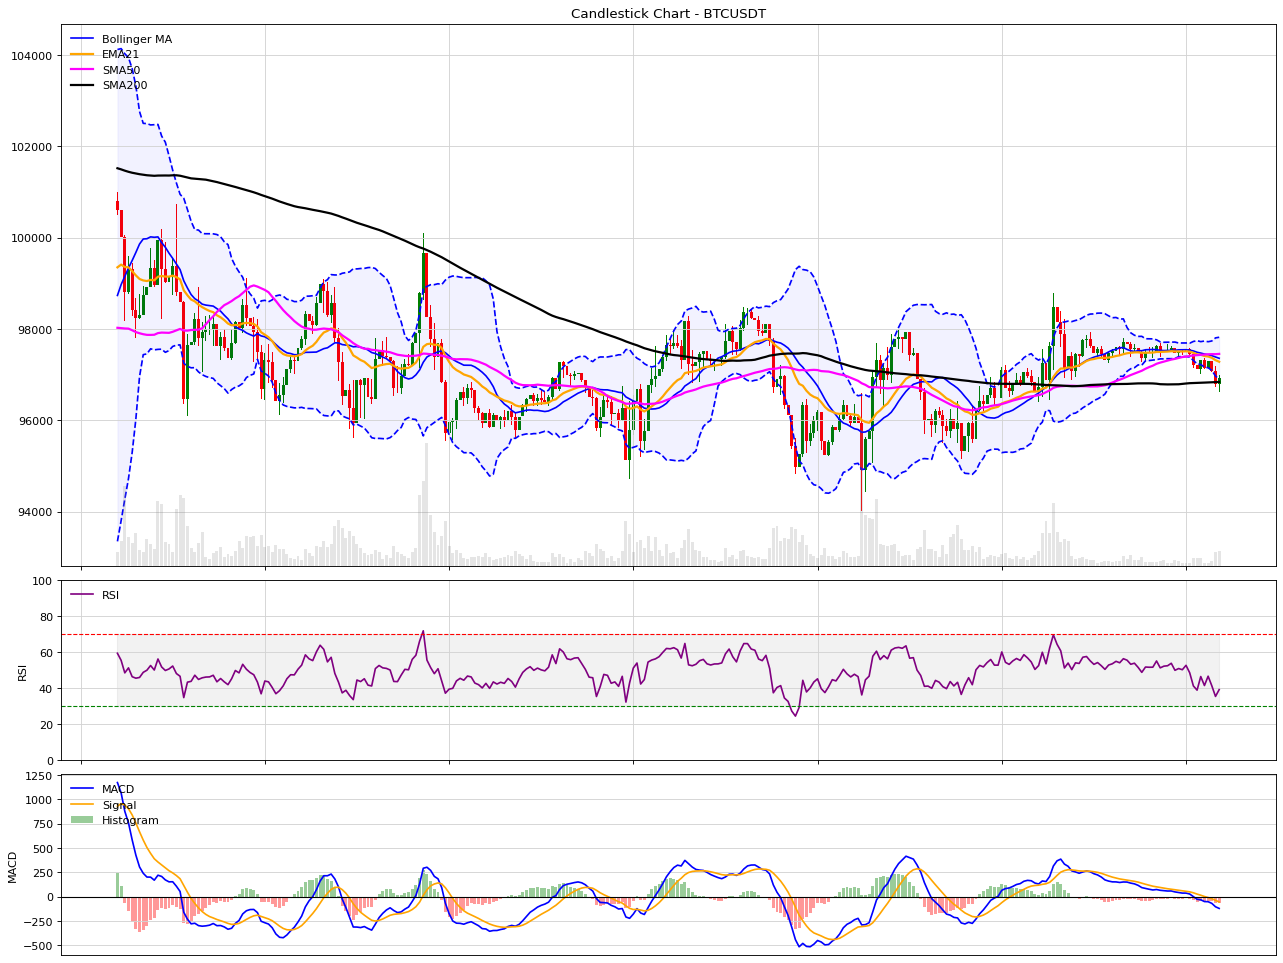 Candlestick Chart - BTCUSDT
Bollinger MA
EMA21
SMA50
SMA200
104000
102000
100000
98000
96000
94000
RSI
100
80
60
40
20
0
RSI
MACD
Signal
Histogram
1250
1000
750
500
250
0
−250
−500
MACD